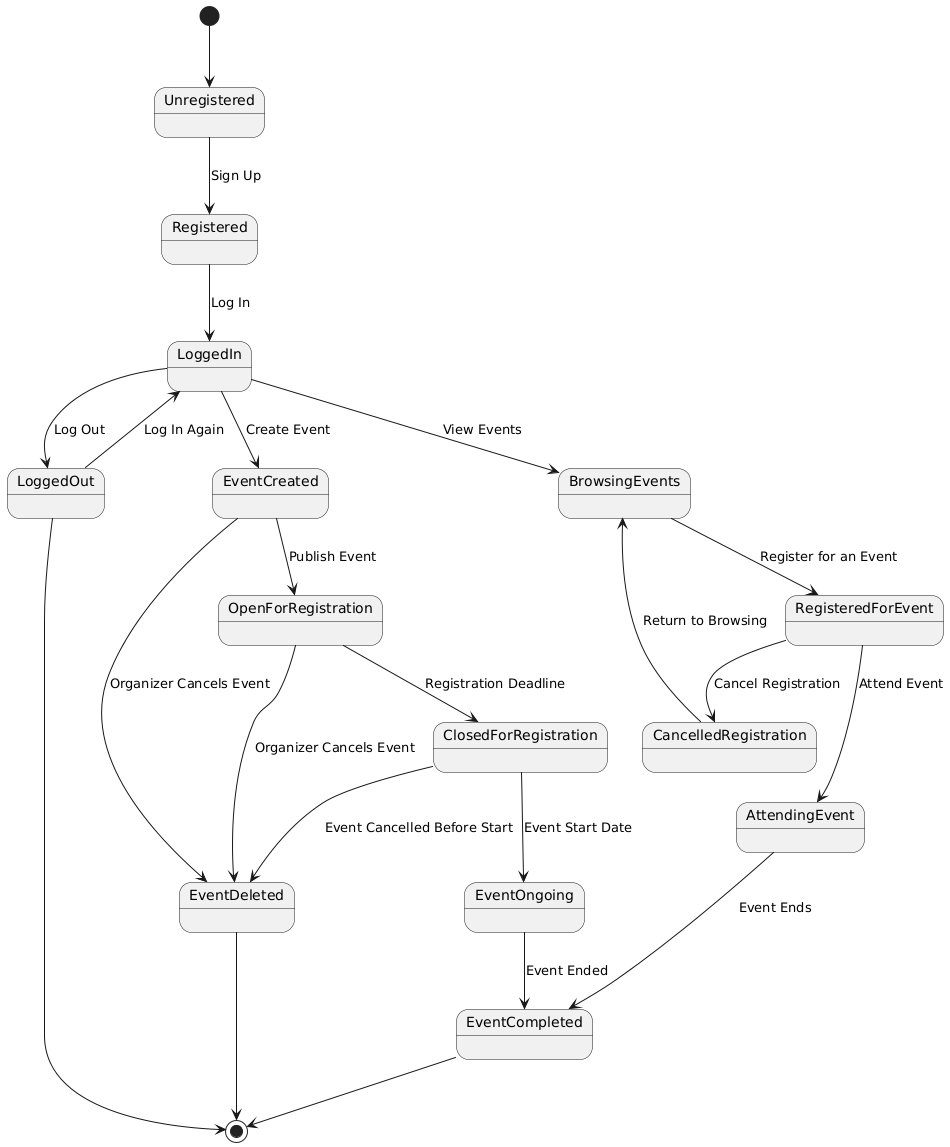 Unregistered
Sign Up
Registered
Log In
LoggedIn
Log Out
Log In Again
Create Event
View Events
LoggedOut
EventCreated
BrowsingEvents
Publish Event
Register for an Event
OpenForRegistration
RegisteredForEvent
Return to Browsing
Organizer Cancels Event
Registration Deadline
Cancel Registration
Attend Event
Organizer Cancels Event
ClosedForRegistration
CancelledRegistration
AttendingEvent
Event Cancelled Before Start
Event Start Date
EventDeleted
EventOngoing
Event Ends
Event Ended
EventCompleted